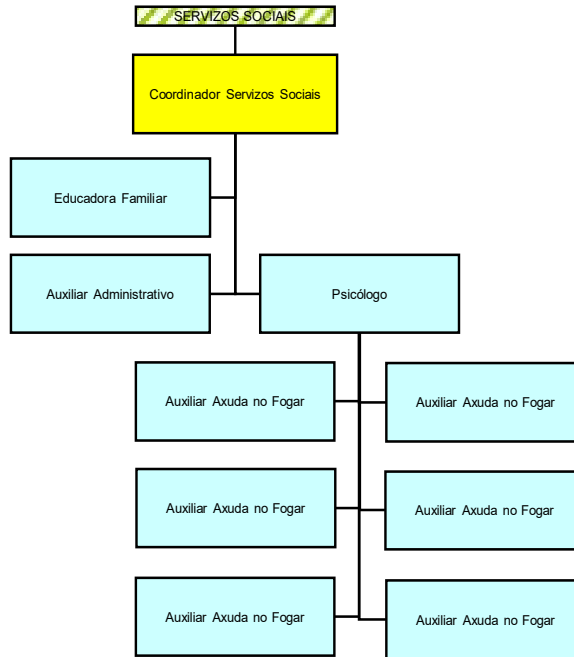 SERVIZOS SOCIAIS
Coordinador Servizos Sociais
Educadora Familiar
Auxiliar Administrativo
Psicólogo
Auxiliar Axuda no Fogar
Auxiliar Axuda no Fogar
Auxiliar Axuda no Fogar
Auxiliar Axuda no Fogar
Auxiliar Axuda no Fogar
Auxiliar Axuda no Fogar